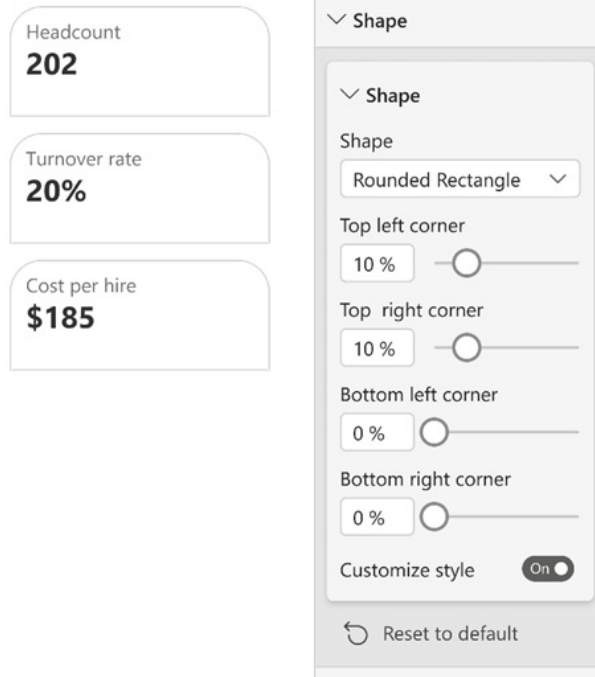 Headcount
202
Turnover rate
20%
Cost per hire
$185
Shape
Shape
Shape
Rounded Rectangle
Top left corner
10 %
Top right corner
10 %
Bottom left corner
0 %
Bottom right corner
0 %
Customize style
On
Reset to default